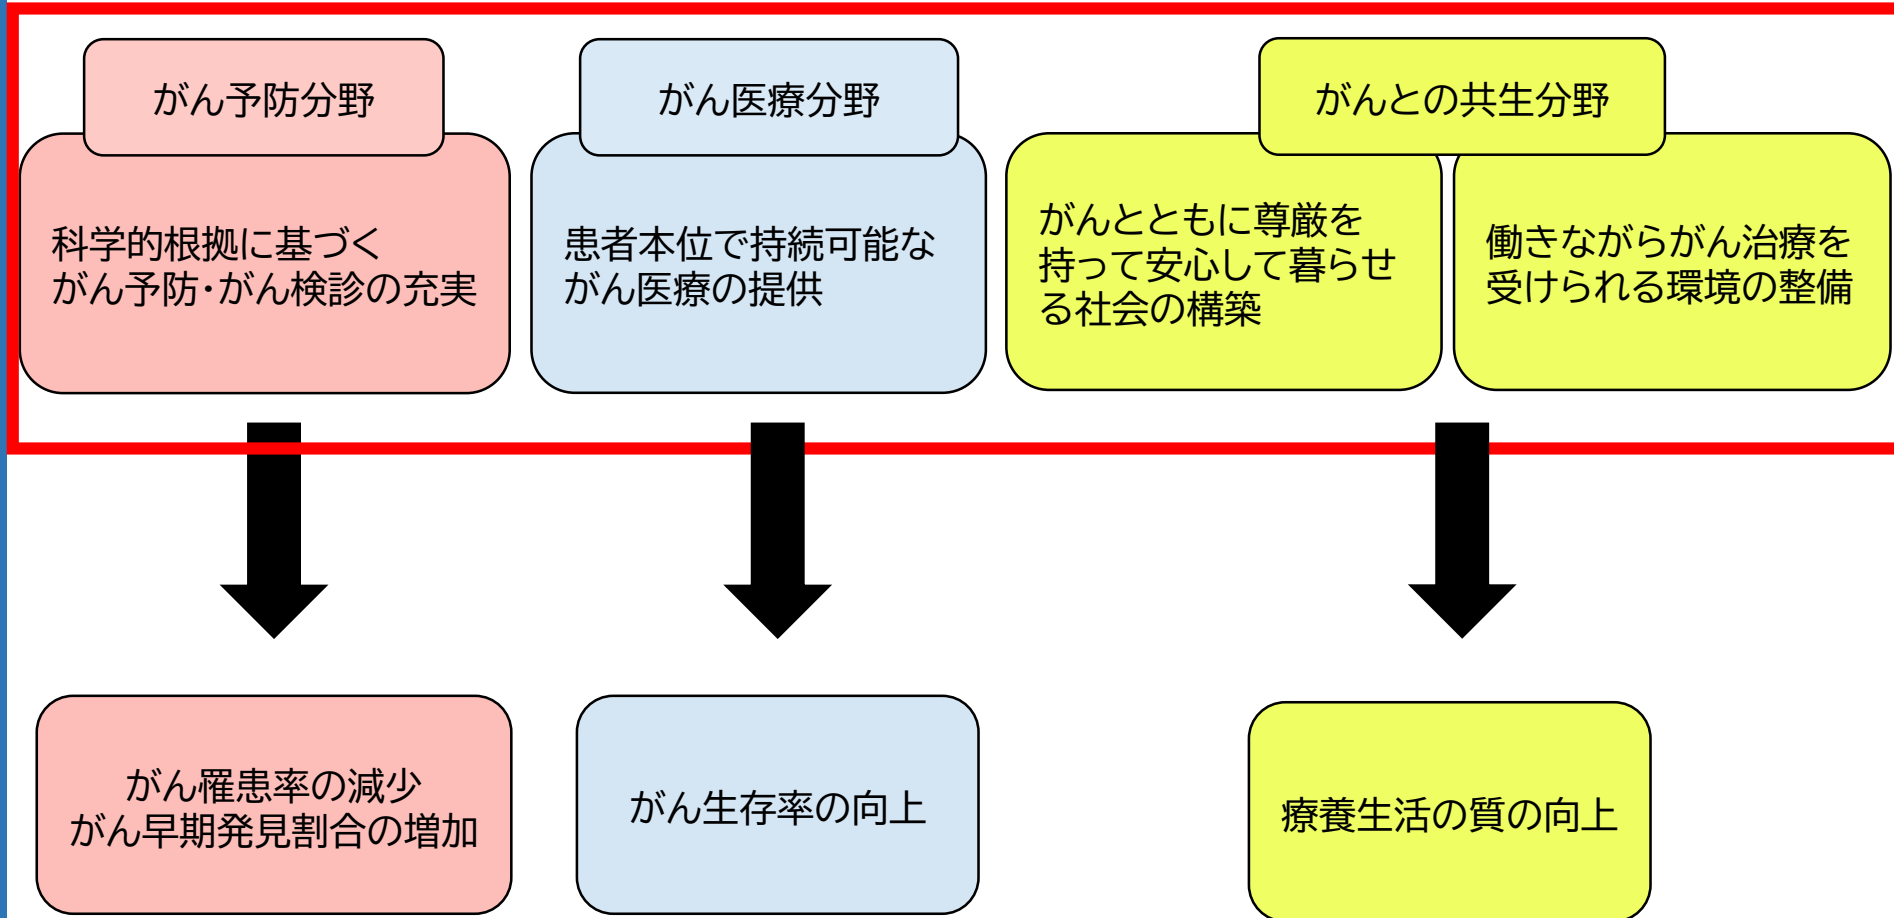 がん予防分野
がん医療分野
がんとの共生分野
科学的根拠に基づく
がん予防・がん検診の充実
患者本位で持続可能な
がん医療の提供
がんとともに尊厳を
持って安心して暮らせ
る社会の構築
働きながらがん治療を
受けられる環境の整備
がん罹患率の減少
がん早期発見割合の増加
がん生存率の向上
療養生活の質の向上